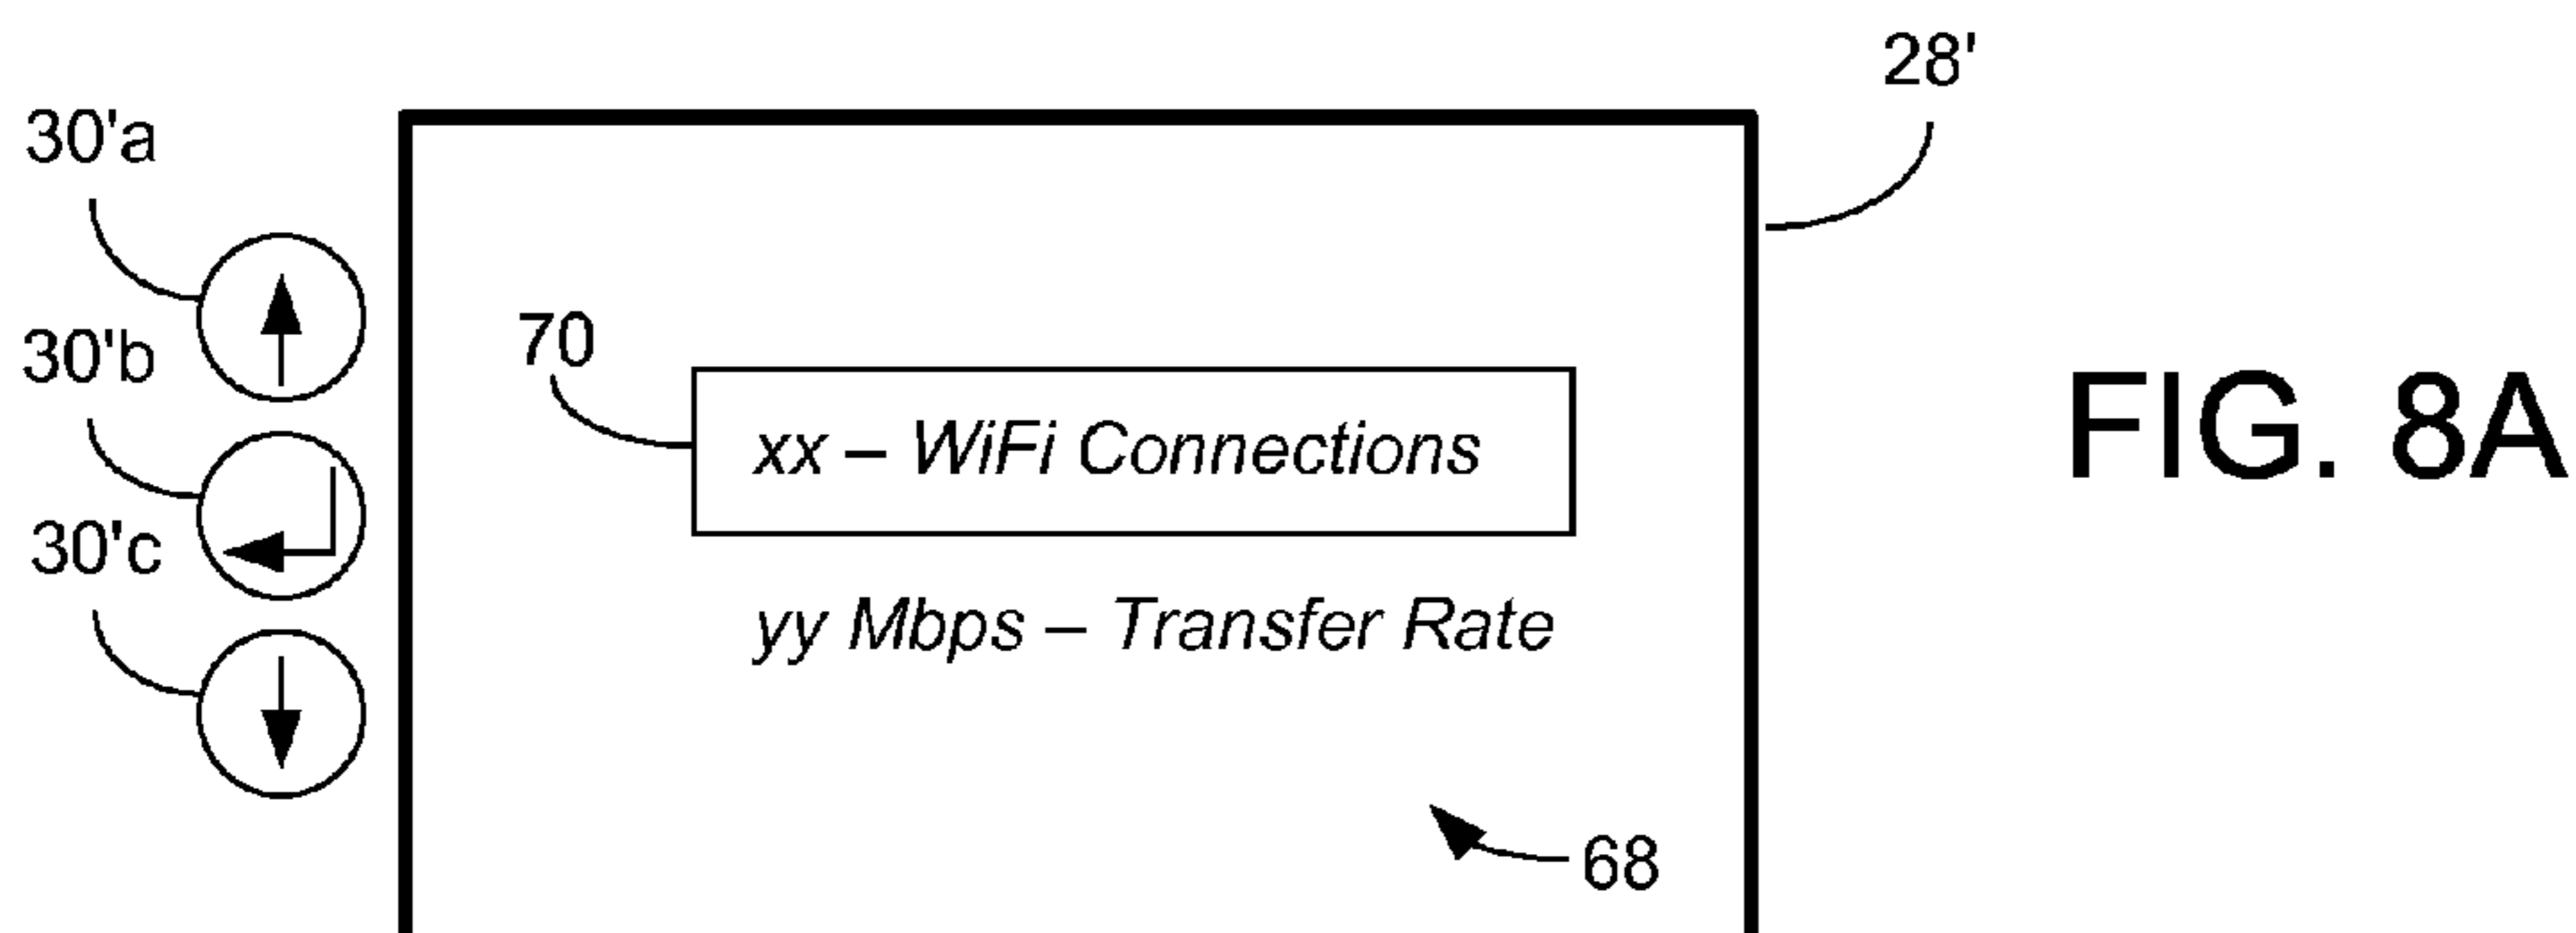 28'
30'a
70
30'b
xx – WiFi Connections
FIG. 8A
30'c
yy Mbps – Transfer Rate
68